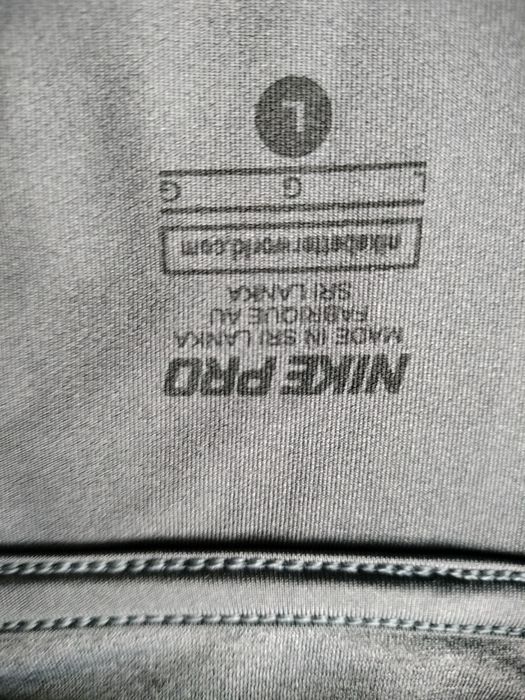 NIKE PRO
MADE IN SRI LANKA
FABRIQUE AU
SRI LANKA
nikebetterworld.com
L G G
L